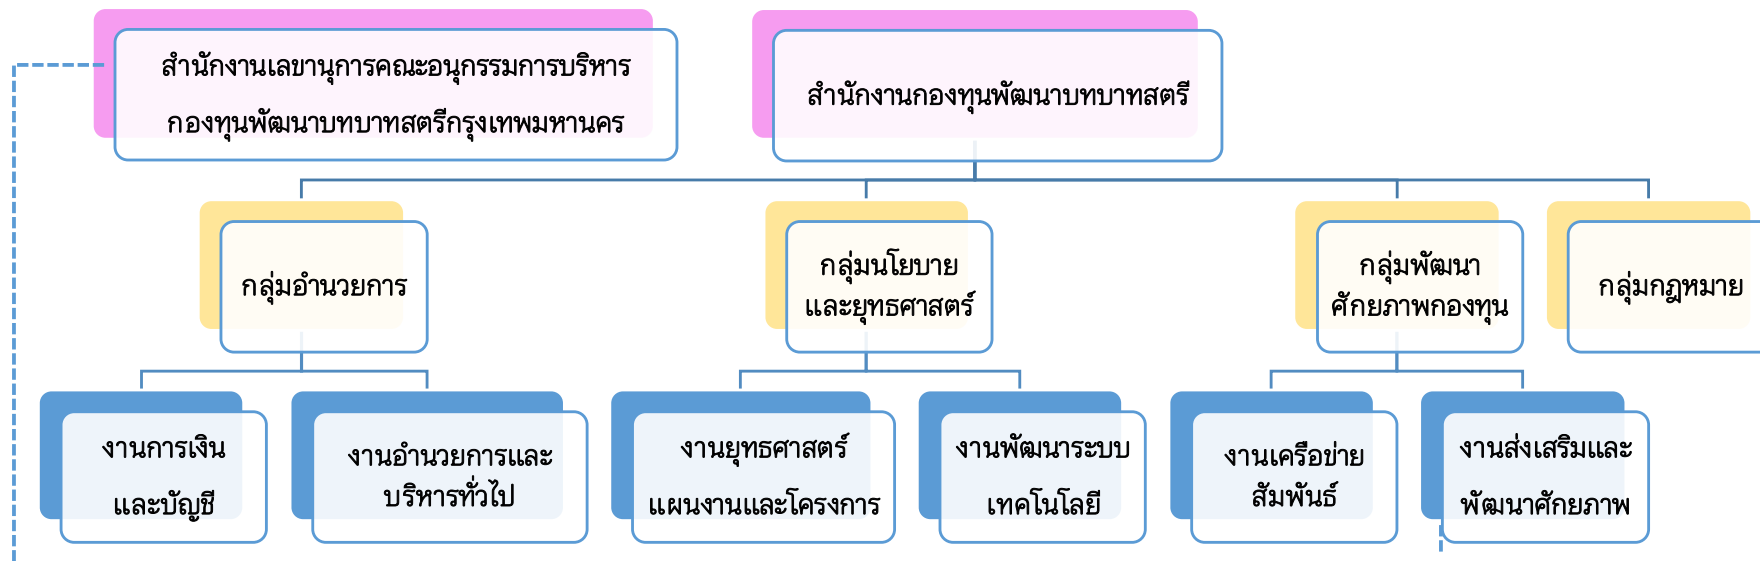 สำนักงานเลขานุการคณะอนุกรรมการบริหาร
กองทุนพัฒนาบทบาทสตรีกรุงเทพมหานคร
สำนักงานกองทุนพัฒนาบทบาทสตรี
กลุ่มอำนวยการ
กลุ่มนโยบาย
และยุทธศาสตร์
กลุ่มพัฒนา
ศักยภาพกองทุน
กลุ่มกฎหมาย
งานการเงิน
และบัญชี
งานอำนวยการและ
บริหารทั่วไป
งานยุทธศาสตร์
แผนงานและโครงการ
งานพัฒนาระบบ
เทคโนโลยี
งานเครือข่าย
สัมพันธ์
งานส่งเสริมและ
พัฒนาศักยภาพ